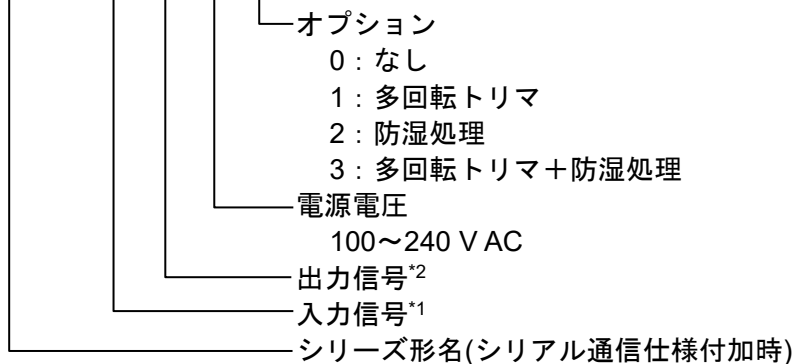 オプション
0：なし
1：多回転トリマ
2：防湿処理
3：多回転トリマ＋防湿処理
電源電圧
100～240 V AC
出力信号*2
入力信号*1
シリーズ形名(シリアル通信仕様付加時)